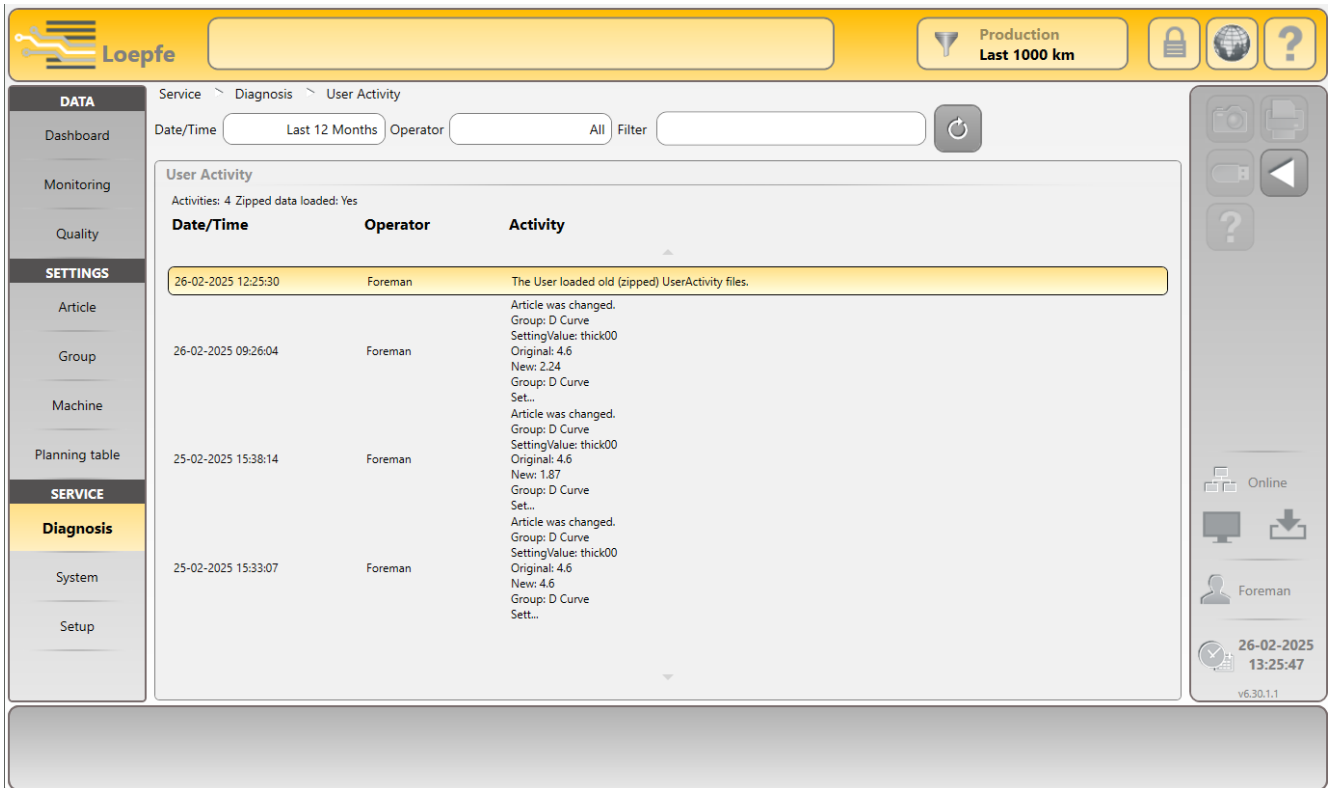 Loepfe
Production
Last 1000 km
?
DATA
Dashboard
Monitoring
Quality
SETTINGS
Article
Group
Machine
Planning table
SERVICE
Diagnosis
System
Setup
Service > Diagnosis > User Activity
Date/Time Last 12 Months Operator All Filter
User Activity
Activities: 4 Zipped data loaded: Yes
Date/Time Operator Activity
26-02-2025 12:25:30 Foreman The User loaded old (zipped) UserActivity files.
26-02-2025 09:26:04 Foreman Article was changed.
Group: D Curve
SettingValue: thick00
Original: 4.6
New: 2.24
Group: D Curve
Set...
25-02-2025 15:38:14 Foreman Article was changed.
Group: D Curve
SettingValue: thick00
Original: 4.6
New: 1.87
Group: D Curve
Set...
25-02-2025 15:33:07 Foreman Article was changed.
Group: D Curve
SettingValue: thick00
Original: 4.6
New: 4.6
Group: D Curve
Sett...
?
Online
Foreman
26-02-2025
13:25:47
v6.30.1.1